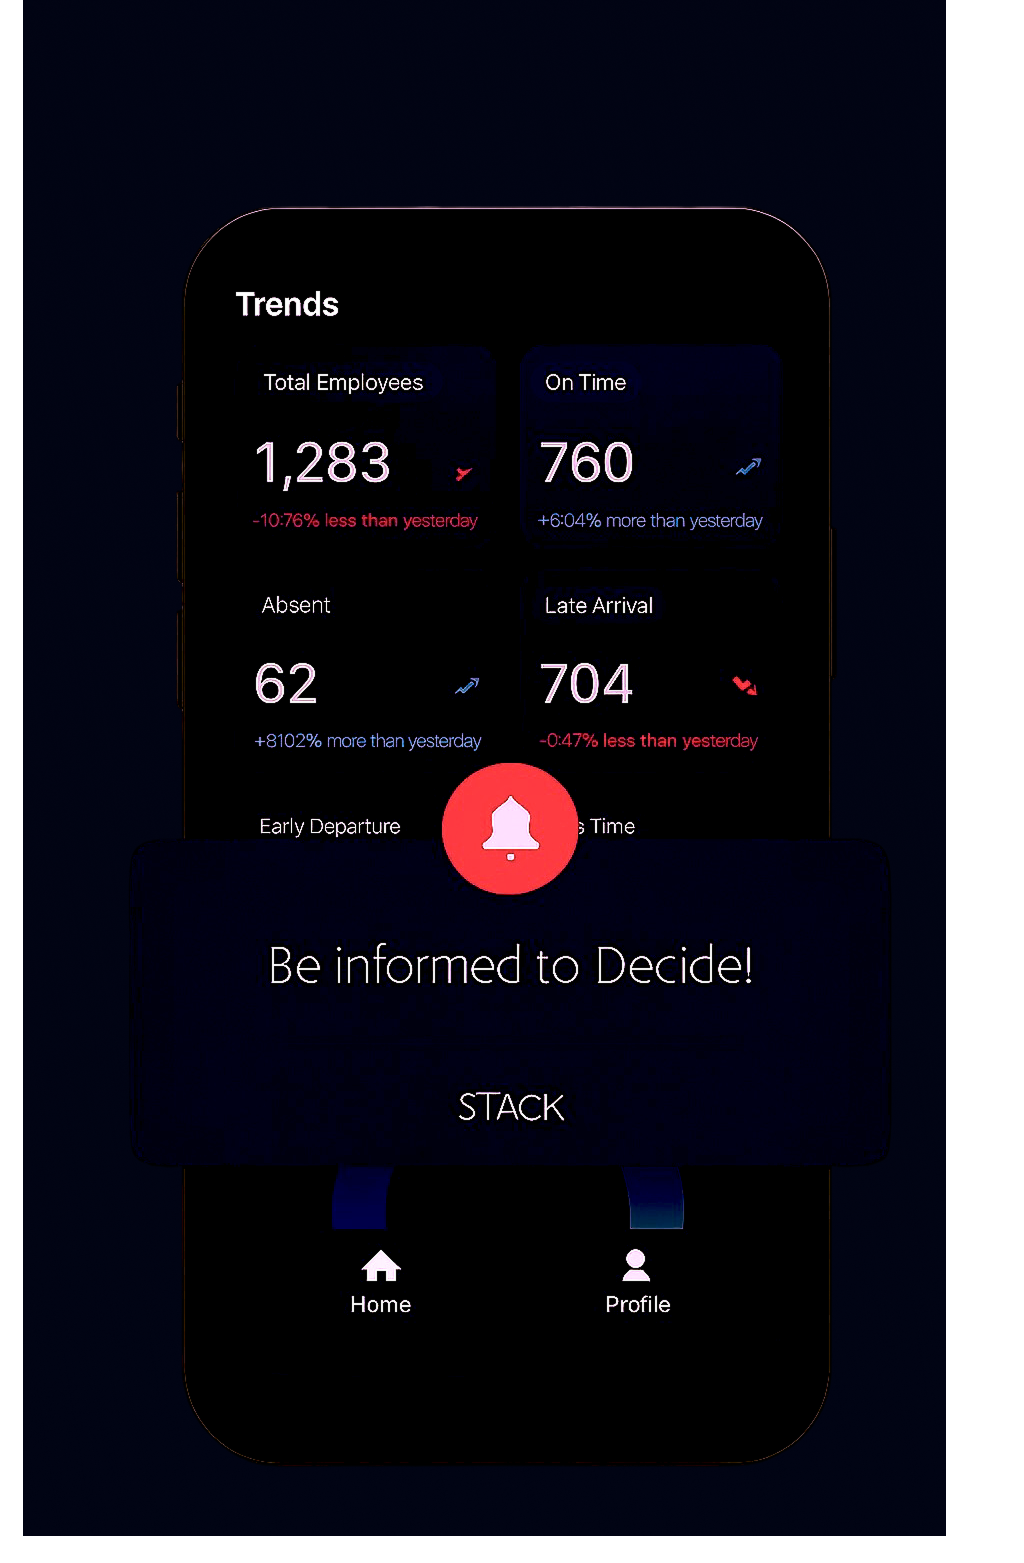 Trends
Total Employees
On Time
1,283
760
-10:76% less than yesterday
+6:04% more than yesterday
Absent
Late Arrival
62
704
+8102% more than yesterday
-0:47% less than yesterday
Early Departure
Time
Be informed to Decide!
STACK
Home
Profile